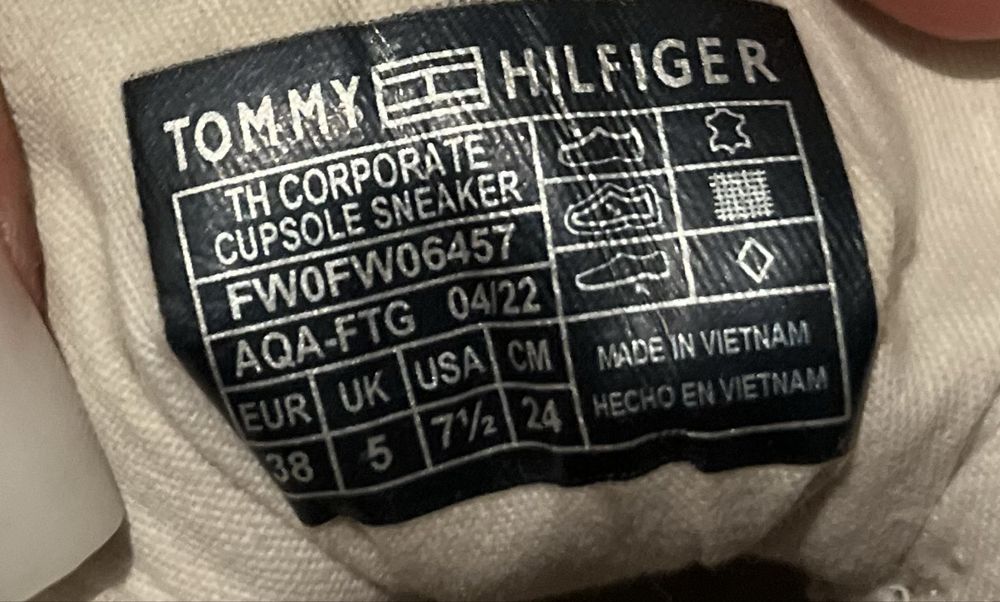 TOMMY HILFIGER
TH CORPORATE
CUPSOLE SNEAKER
FW0FW06457
AQA-FTG 04/22
EUR UK USA CM
38 5 7½ 24
MADE IN VIETNAM
HECHO EN VIETNAM